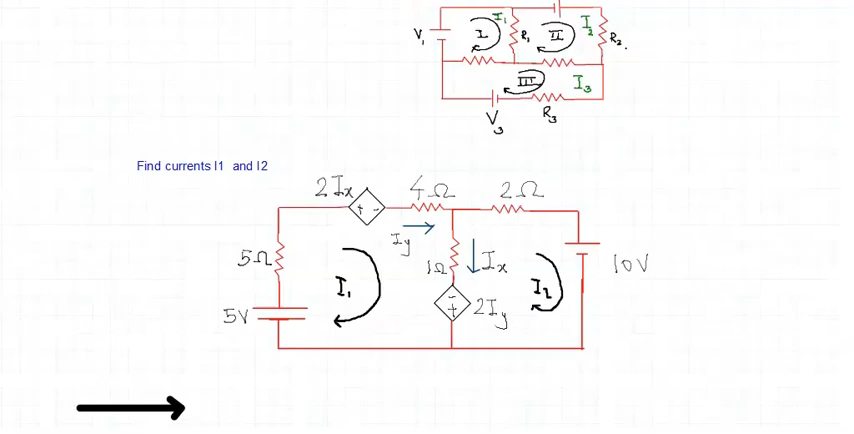 I1 I2
V1 I R1 II R2.
III I3
V3 R3
Find currents I1 and I2
2Ix 4Ω 2Ω
+ -
Iy
5Ω 1Ω Ix 10V
I1 I2
5V - + 2Iy